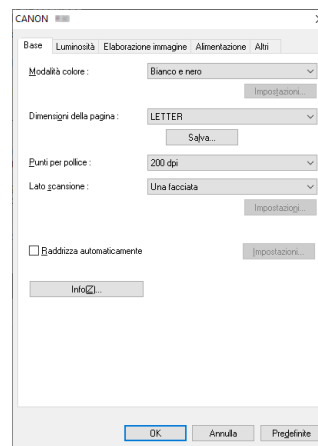 CANON
Base Luminosità Elaborazione immagine Alimentazione Altri
Modalità colore : Bianco e nero
Impostazioni...
Dimensigni della pagina : LETTER
Salva...
Punti per pollice : 200 dpi
Lato scansione : Una facciata
Impostazioni...
Raddrizza automaticamente Impostazioni...
Info(Z)...
OK Annulla Predefinite